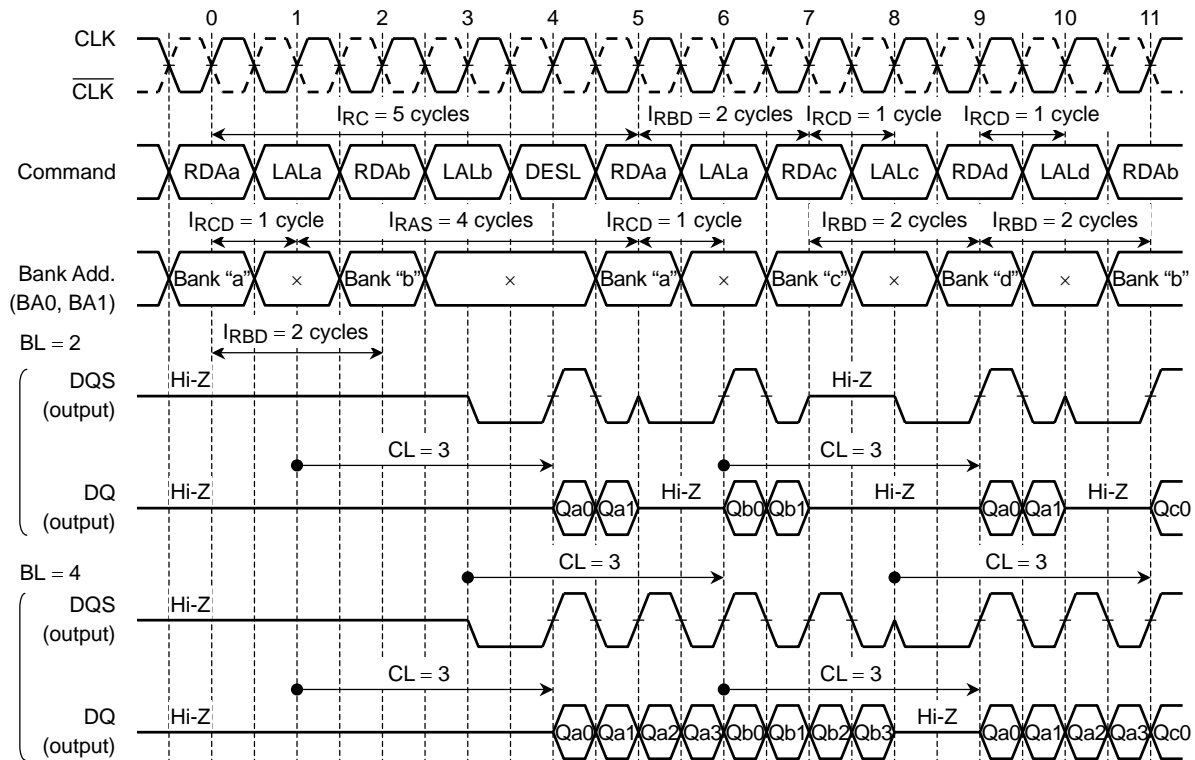 0 1 2 3 4 5 6 7 8 9 10 11
CLK
CLK
IRC = 5 cycles IRBD = 2 cycles IRCD = 1 cycle IRCD = 1 cycle
Command RDAa LALa RDAb LALb DESL RDAa LALa RDAc LALc RDAd LALd RDAb
IRCD = 1 cycle IRAS = 4 cycles IRCD = 1 cycle IRBD = 2 cycles IRBD = 2 cycles
Bank Add. Bank “a” × Bank “b” × Bank “a” × Bank “c” × Bank “d” × Bank “b”
(BA0, BA1)
IRBD = 2 cycles
BL = 2
DQS Hi-Z Hi-Z
(output)
CL = 3 CL = 3
DQ Hi-Z Qa0 Qa1 Hi-Z Qb0 Qb1 Hi-Z Qa0 Qa1 Hi-Z Qc0
(output)
BL = 4 CL = 3 CL = 3
DQS Hi-Z
(output)
CL = 3 CL = 3
DQ Hi-Z Qa0 Qa1 Qa2 Qa3 Qb0 Qb1 Qb2 Qb3 Hi-Z Qa0 Qa1 Qa2 Qa3 Qc0
(output)